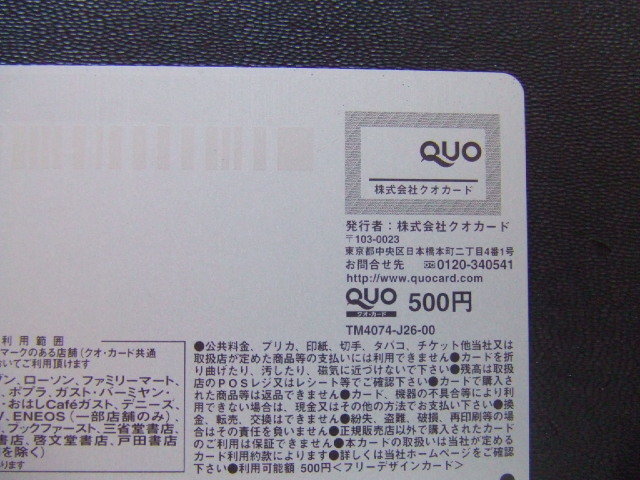 QUO
株式会社クオカード
発行者：株式会社クオカード
〒103-0023
東京都中央区日本橋本町二丁目4番1号
お問合せ先 0120-340541
http://www.quocard.com
QUO 500円
クオ・カード
TM4074-J26-00
利用範囲
マークのある店舗（クオ・カード共通
おいてご利用頂けます
ブン、ローソン、ファミリーマート、
、ポプラ、ガスト・バーミヤン・
・おはしCaféガスト、デニーズ、
、ENEOS（一部店舗のみ）
、ブックファースト、三省堂書店、
書店、啓文堂書店、戸田書店
を除く）
ります
●公共料金、プリカ、印紙、切手、タバコ、チケット他当社又は
取扱店が定めた商品等の支払いには利用できません●カードを折
り曲げたり、汚したり、磁気に近づけないで下さい●残高は取扱
店のPOSレジ又はレシート等でご確認下さい●カードで購入さ
れた商品等は返品できません●カード、機器の不具合等により利
用できない場合は、現金又はその他の方法でお支払い下さい●換
金、転売、交換はできません●紛失、盗難、破損、再印刷等の場
合はその責任を負いません●正規販売店以外で購入されたカード
のご利用は保証できません●本カードの取扱いは当社が定める
カード利用約款によります●詳しくは当社ホームページをご確認
下さい●利用可能額 500円＜フリーデザインカード＞